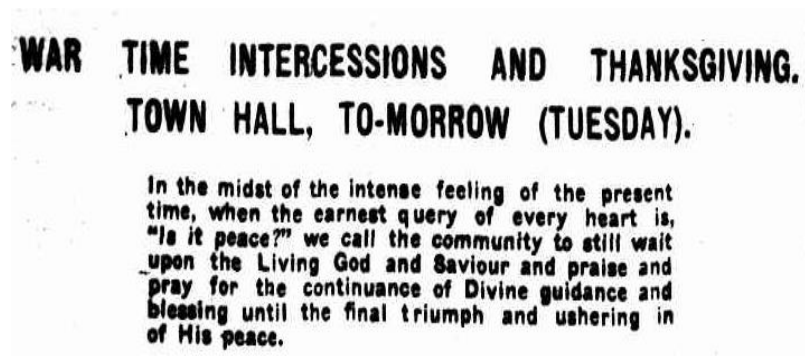 WAR TIME INTERCESSIONS AND THANKSGIVING.
TOWN HALL, TO-MORROW (TUESDAY).
In the midst of the intense feeling of the present
time, when the earnest query of every heart is,
"Is it peace?" we call the community to still wait
upon the Living God and Saviour and praise and
pray for the continuance of Divine guidance and
blessing until the final triumph and ushering in
of His peace.